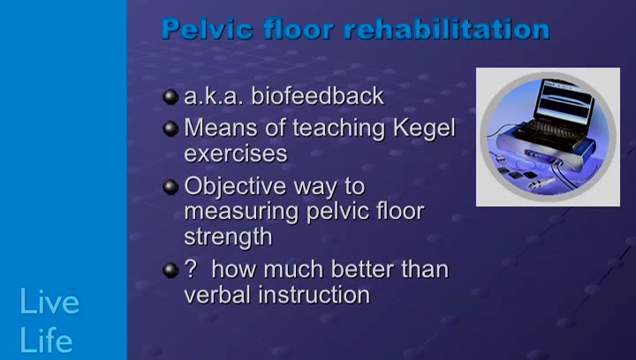 Pelvic floor rehabilitation
a.k.a. biofeedback
Means of teaching Kegel
exercises
Objective way to
measuring pelvic floor
strength
? how much better than
verbal instruction
Live
Life